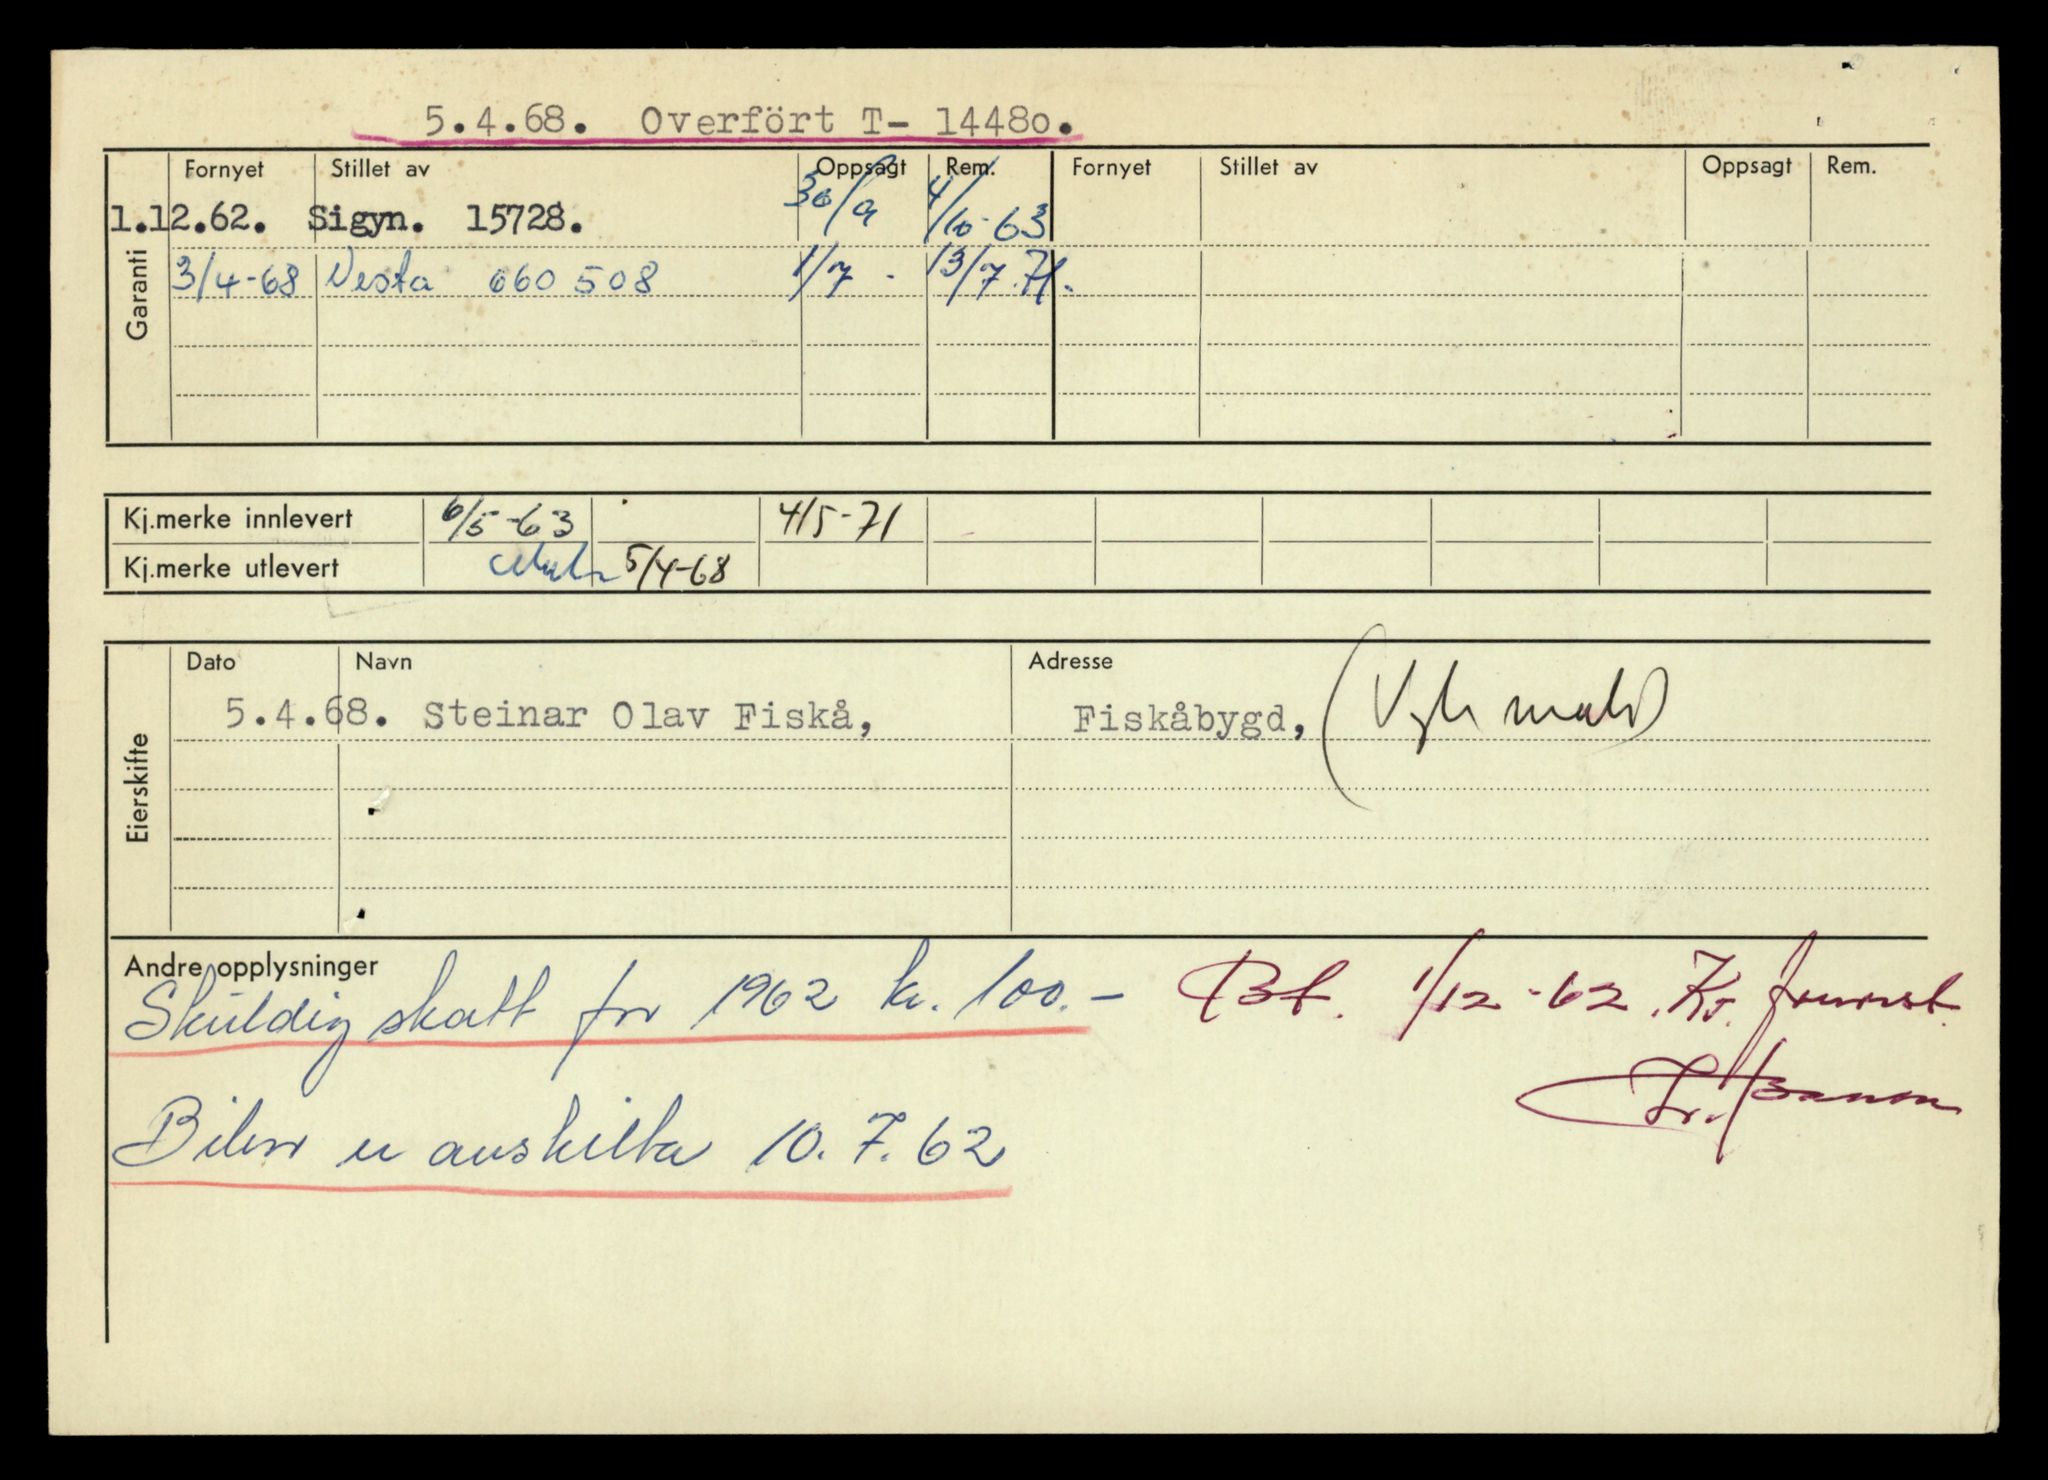 5.4.68. Overfört T- 14480.
Fornyet Stillet av Oppsagt Rem. Fornyet Stillet av Oppsagt Rem.
1.12.62. Sigyn. 15728. 30/9 4/10-63
3/4-68 Vesta 660 508 1/7. 13/7.71.
Garanti
Kj.merke innlevert 6/5-63 4/5-71
Kj.merke utlevert 5/4-68
Dato Navn Adresse
5.4.68. Steinar Olav Fiskå, Fiskåbygd,
Eierskifte
Andre opplysninger
Skuldig skatt for 1962 kr. 100.- Bt. 1/12-62. Kr.
Bilen er avskilta 10.7.62